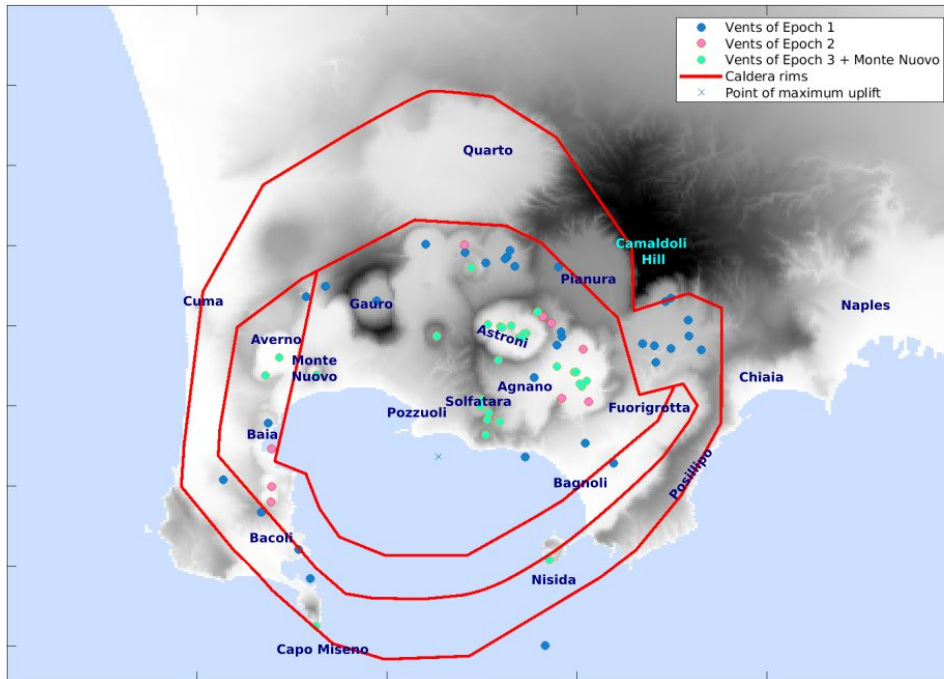 Vents of Epoch 1
Vents of Epoch 2
Vents of Epoch 3 + Monte Nuovo
Caldera rims
Point of maximum uplift
Quarto
Camaldoli
Hill
Pianura
Cuma
Gauro
Naples
Averno
Astroni
Monte
Nuovo
Agnano
Chiaia
Solfatara
Pozzuoli
Fuorigrotta
Baia
Posillipo
Bagnoli
Bacoli
Nisida
Capo Miseno